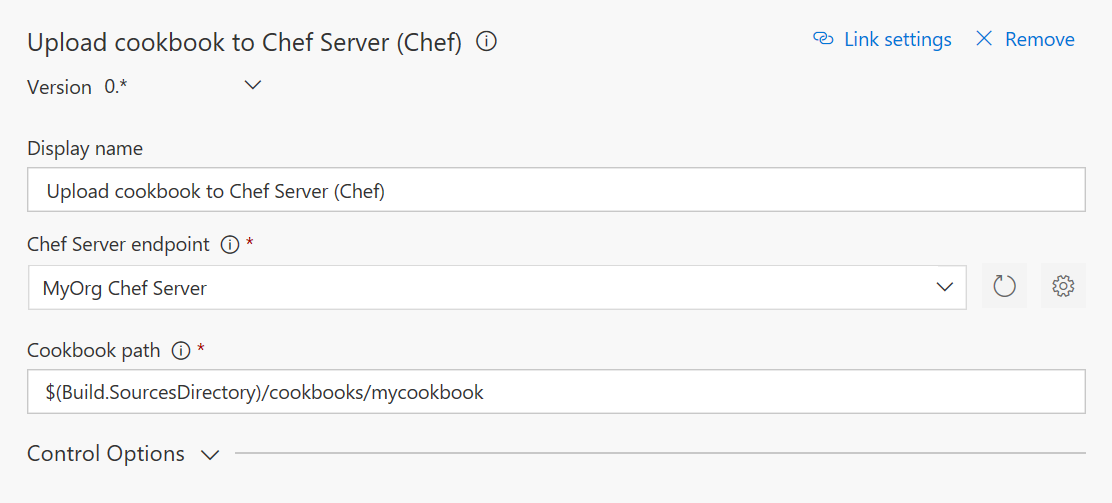 Upload cookbook to Chef Server (Chef)
Link settings
Remove
Version 0.*
Display name
Upload cookbook to Chef Server (Chef)
Chef Server endpoint *
MyOrg Chef Server
Cookbook path *
$(Build.SourcesDirectory)/cookbooks/mycookbook
Control Options